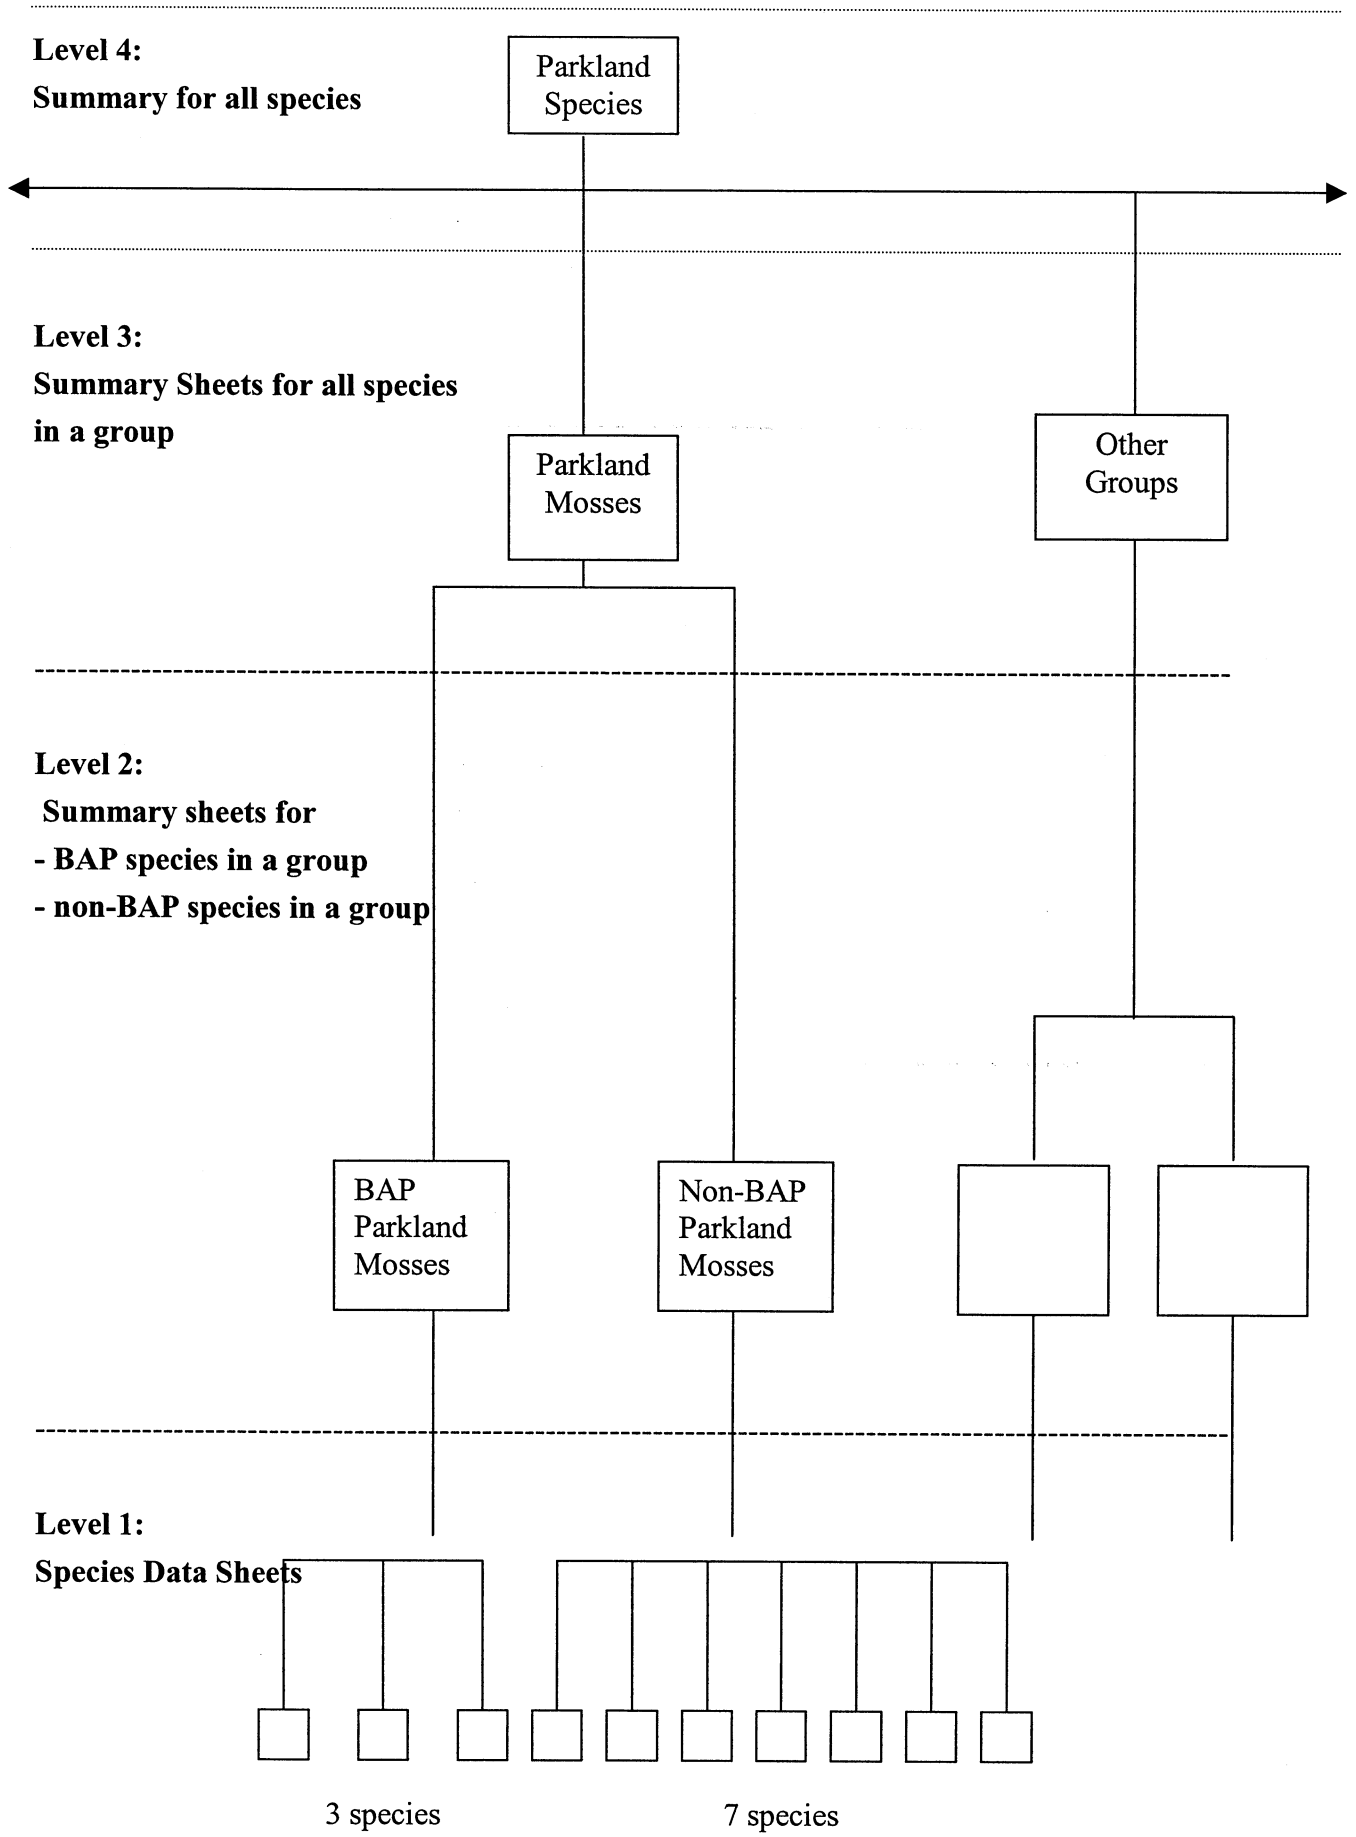 Level 4:
Summary for all species
Parkland
Species
Level 3:
Summary Sheets for all species
in a group
Parkland
Mosses
Other
Groups
Level 2:
Summary sheets for
- BAP species in a group
- non-BAP species in a group
BAP
Parkland
Mosses
Non-BAP
Parkland
Mosses
Level 1:
Species Data Sheets
3 species
7 species